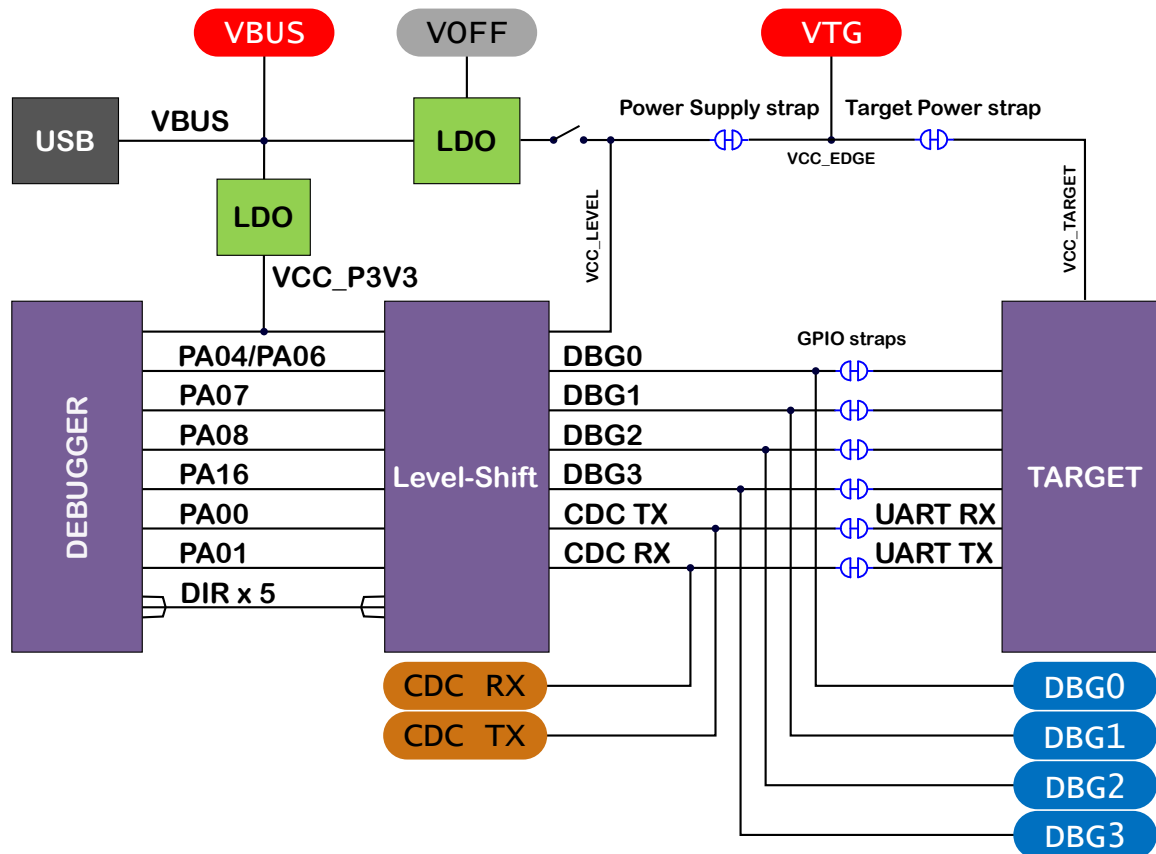 VBUS
VOFF
VTG
USB
VBUS
LDO
Power Supply strap
Target Power strap
VCC_EDGE
LDO
VCC_LEVEL
VCC_TARGET
VCC_P3V3
DEBUGGER
Level-Shift
TARGET
GPIO straps
PA04/PA06
DBG0
PA07
DBG1
PA08
DBG2
PA16
DBG3
PA00
CDC TX
UART RX
PA01
CDC RX
UART TX
DIR x 5
CDC RX
DBG0
CDC TX
DBG1
DBG2
DBG3